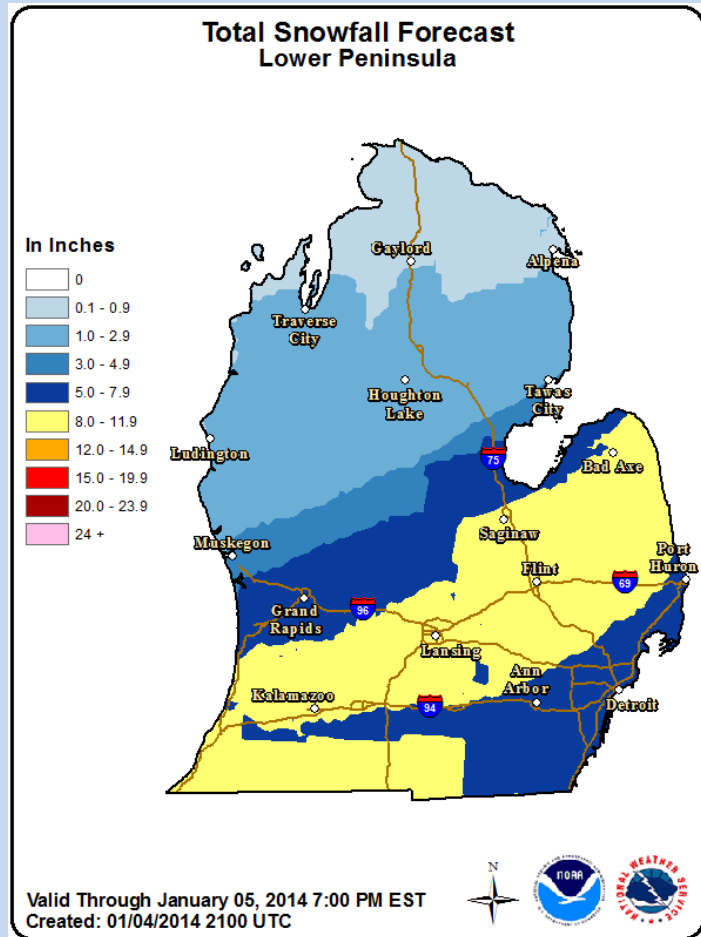 Total Snowfall Forecast
Lower Peninsula
In Inches
0
0.1 - 0.9
1.0 - 2.9
3.0 - 4.9
5.0 - 7.9
8.0 - 11.9
12.0 - 14.9
15.0 - 19.9
20.0 - 23.9
24 +
Gaylord
Alpena
Traverse
City
Houghton
Lake
Tawas
City
Ludington
75
Bad Axe
Saginaw
Muskegon
Port
Huron
Flint
69
Grand
Rapids
96
Lansing
Ann
Arbor
Kalamazoo
94
Detroit
N
NOAA
NATIONAL WEATHER SERVICE
Valid Through January 05, 2014 7:00 PM EST
Created: 01/04/2014 2100 UTC